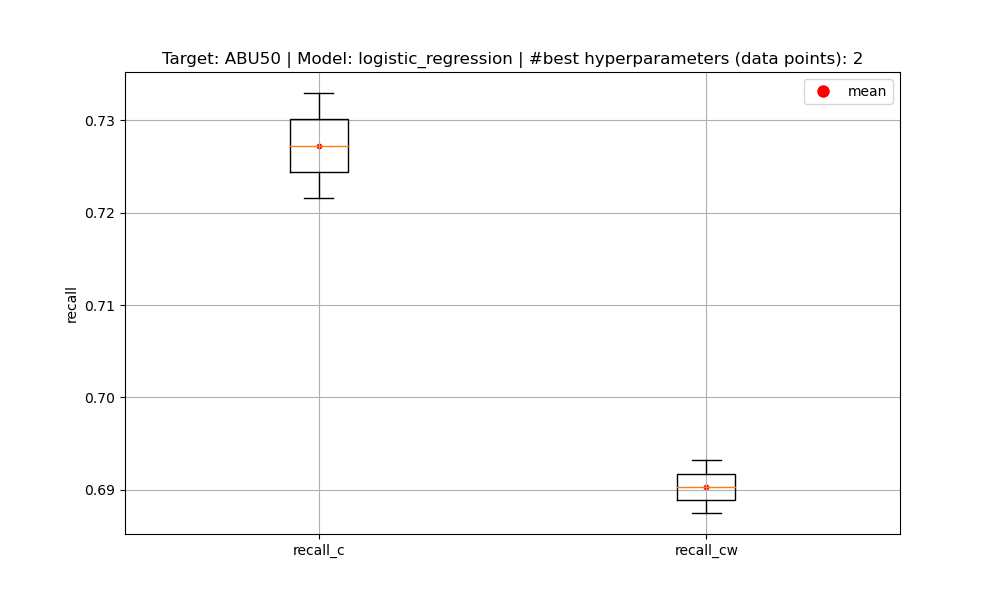 Target: ABU50 | Model: logistic_regression | #best hyperparameters (data points): 2
mean
0.73
0.72
0.71
0.70
0.69
recall
recall_c
recall_cw